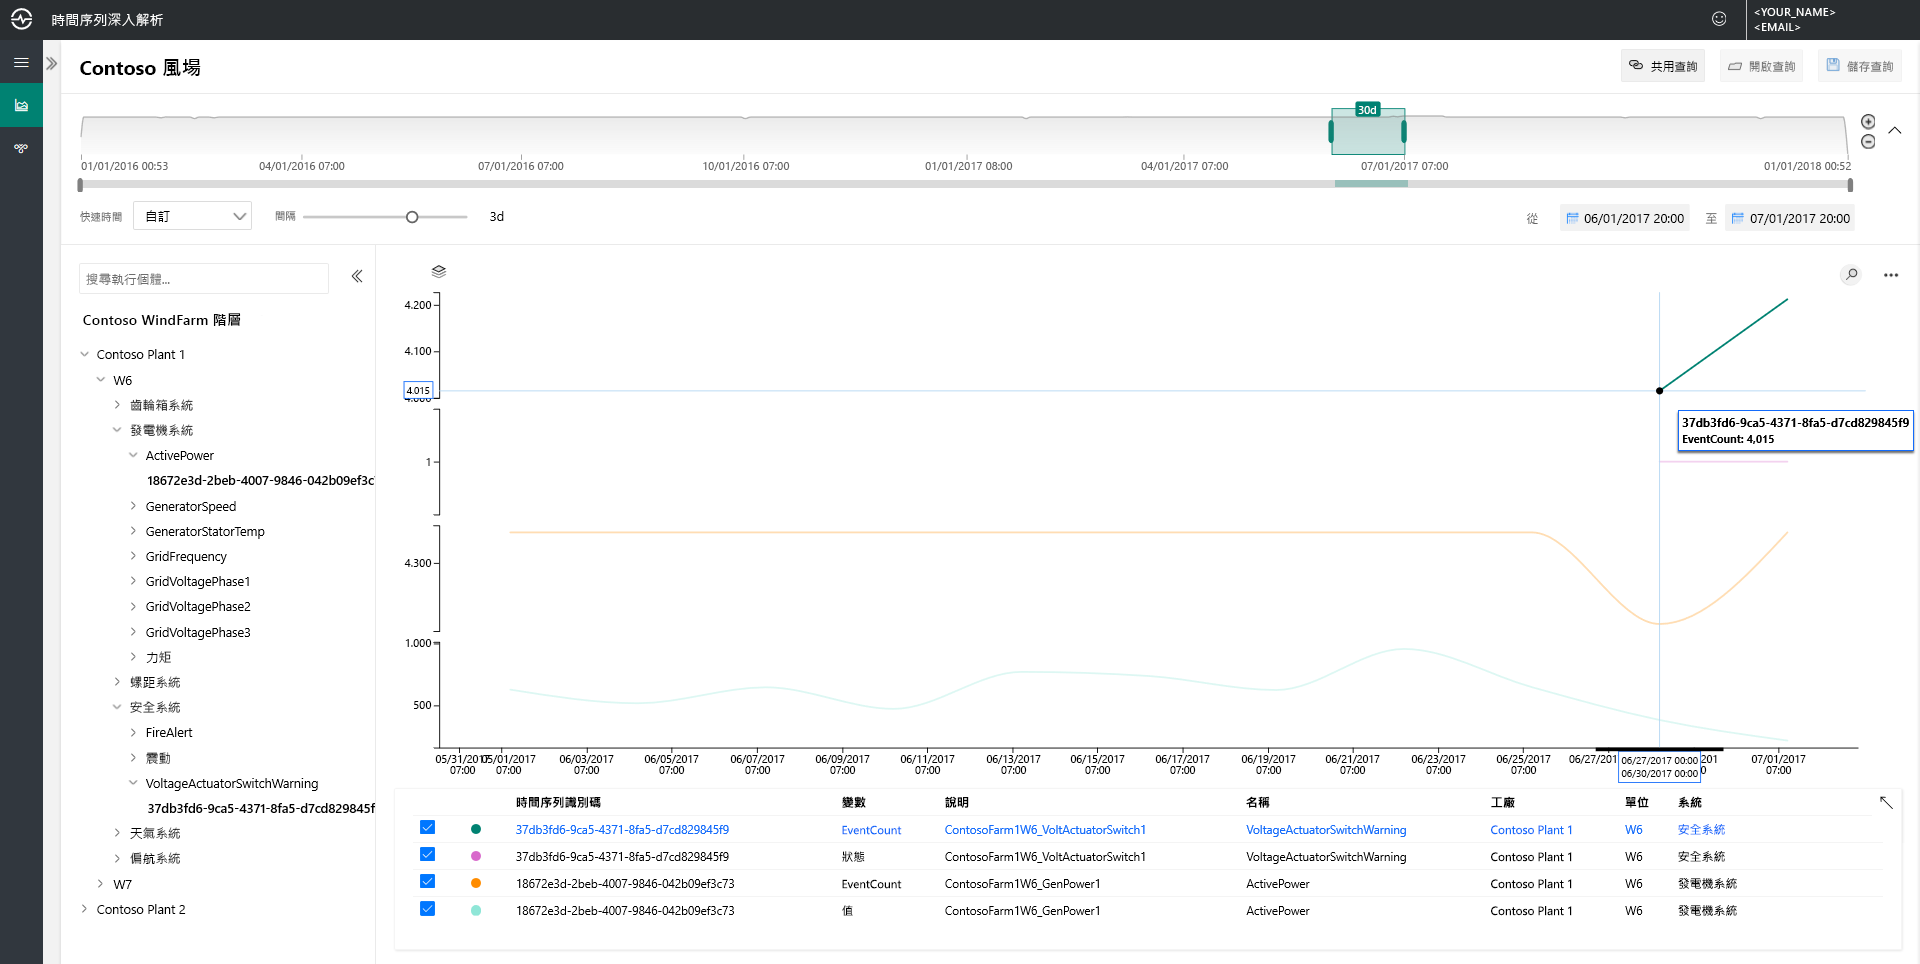 時間序列深入解析
<YOUR_NAME>
<EMAIL>
Contoso 風場
共用查詢
開啟查詢
儲存查詢
30d
01/01/2016 00:53
04/01/2016 07:00
07/01/2016 07:00
10/01/2016 07:00
01/01/2017 08:00
04/01/2017 07:00
07/01/2017 07:00
01/01/2018 00:52
快速時間
自訂
間隔
3d
從
06/01/2017 20:00
至
07/01/2017 20:00
搜尋執行個體...
Contoso WindFarm 階層
Contoso Plant 1
W6
齒輪箱系統
發電機系統
ActivePower
18672e3d-2beb-4007-9846-042b09ef3c
GeneratorSpeed
GeneratorStatorTemp
GridFrequency
GridVoltagePhase1
GridVoltagePhase2
GridVoltagePhase3
力矩
螺距系統
安全系統
FireAlert
震動
VoltageActuatorSwitchWarning
37db3fd6-9ca5-4371-8fa5-d7cd829845f
天氣系統
偏航系統
W7
Contoso Plant 2
4.200
4.100
4.015
1
4.300
1.000
500
37db3fd6-9ca5-4371-8fa5-d7cd829845f9
EventCount: 4,015
05/31/2017 07:00
05/01/2017 07:00
06/03/2017 07:00
06/05/2017 07:00
06/07/2017 07:00
06/09/2017 07:00
06/11/2017 07:00
06/13/2017 07:00
06/15/2017 07:00
06/17/2017 07:00
06/19/2017 07:00
06/21/2017 07:00
06/23/2017 07:00
06/25/2017 07:00
06/27/201
06/27/2017 00:00
06/30/2017 00:00
201
0
07/01/2017 07:00
時間序列識別碼 變數 說明 名稱 工廠 單位 系統
37db3fd6-9ca5-4371-8fa5-d7cd829845f9 EventCount ContosoFarm1W6_VoltActuatorSwitch1 VoltageActuatorSwitchWarning Contoso Plant 1 W6 安全系統
37db3fd6-9ca5-4371-8fa5-d7cd829845f9 狀態 ContosoFarm1W6_VoltActuatorSwitch1 VoltageActuatorSwitchWarning Contoso Plant 1 W6 安全系統
18672e3d-2beb-4007-9846-042b09ef3c73 EventCount ContosoFarm1W6_GenPower1 ActivePower Contoso Plant 1 W6 發電機系統
18672e3d-2beb-4007-9846-042b09ef3c73 值 ContosoFarm1W6_GenPower1 ActivePower Contoso Plant 1 W6 發電機系統